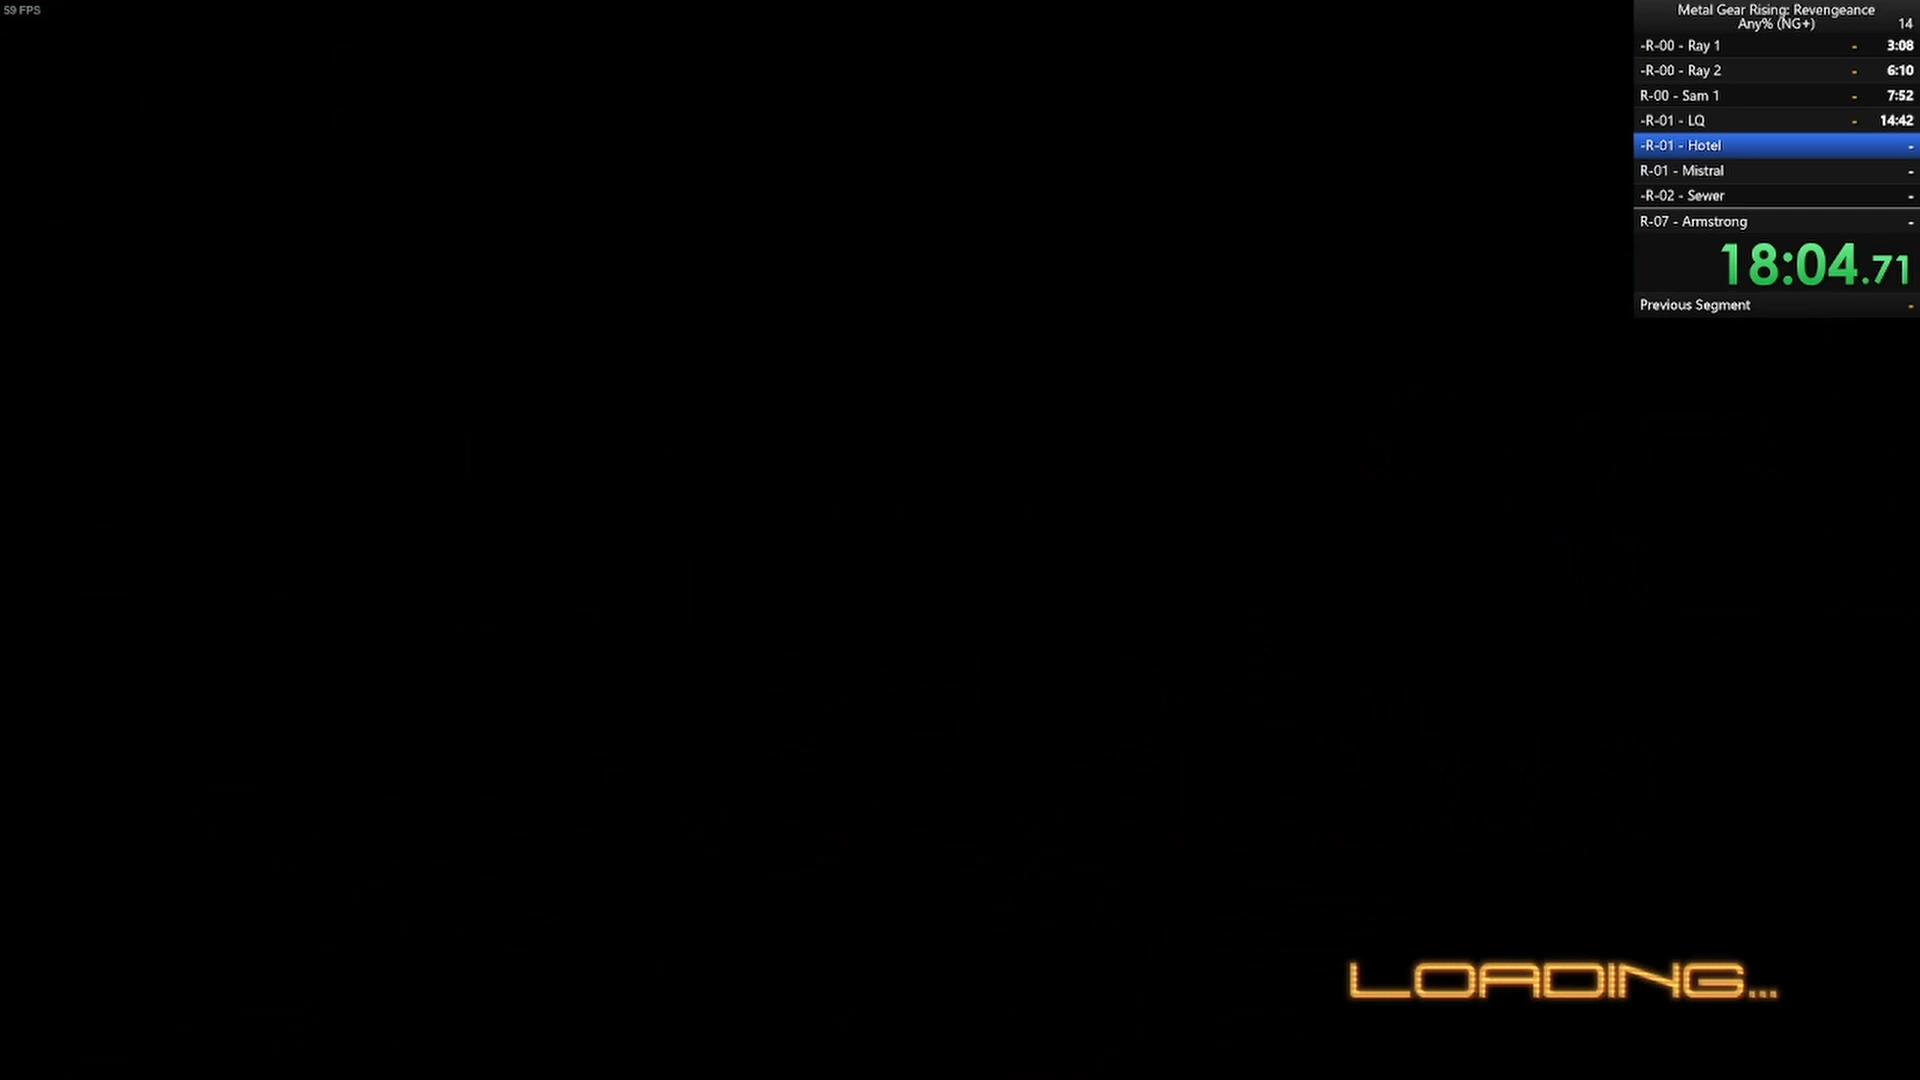 59 FPS
Metal Gear Rising: Revengeance
Any% (NG+) 14
-R-00 - Ray 1 - 3:08
-R-00 - Ray 2 - 6:10
R-00 - Sam 1 - 7:52
-R-01 - LQ - 14:42
-R-01 - Hotel -
R-01 - Mistral -
-R-02 - Sewer -
R-07 - Armstrong -
18:04.71
Previous Segment -
LOADING...